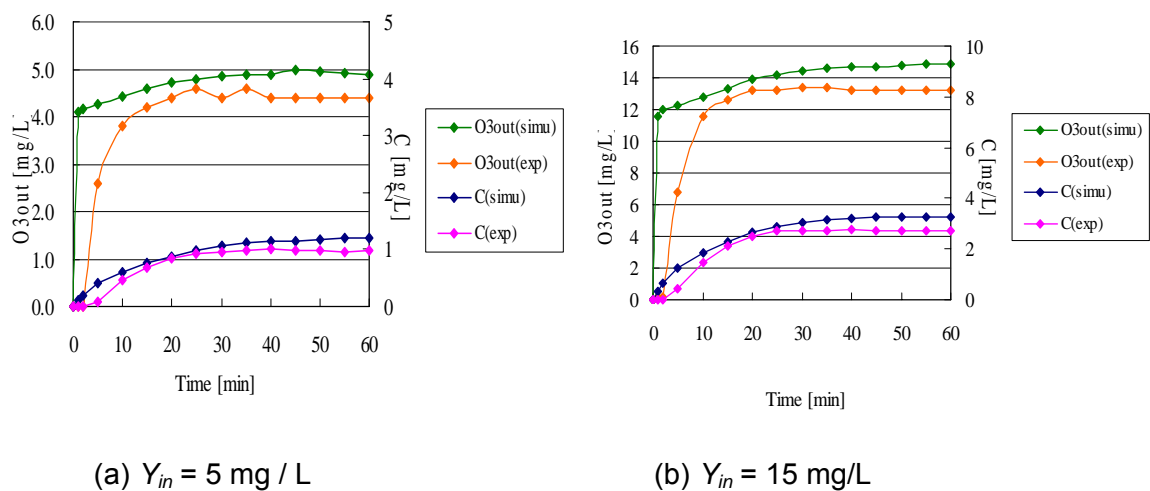 6.0
5.0
4.0
3.0
2.0
1.0
0.0
O3out [mg/L]
5
4
3
2
1
0
C [mg/L]
0 10 20 30 40 50 60
Time [min]
O3out(simu)
O3out(exp)
C(simu)
C(exp)
(a) Yin = 5 mg / L
16
14
12
10
8
6
4
2
0
O3out [mg/L]
10
8
6
4
2
0
C [mg/L]
0 10 20 30 40 50 60
Time [min]
O3out(simu)
O3out(exp)
C(simu)
C(exp)
(b) Yin = 15 mg/L